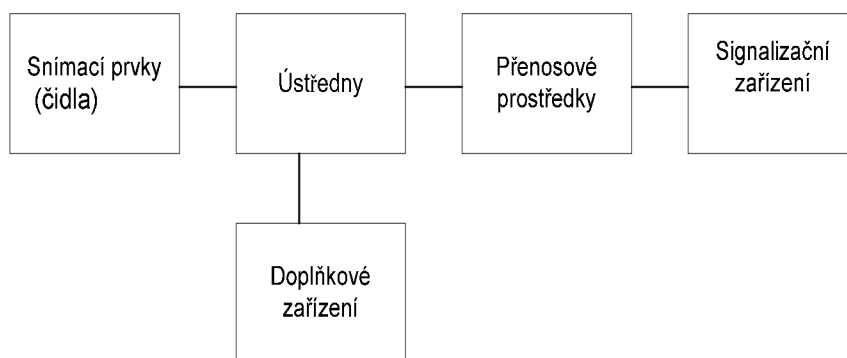 Snímací prvky
(čidla)
Ústředny
Přenosové
prostředky
Signalizační
zařízení
Doplňkové
zařízení